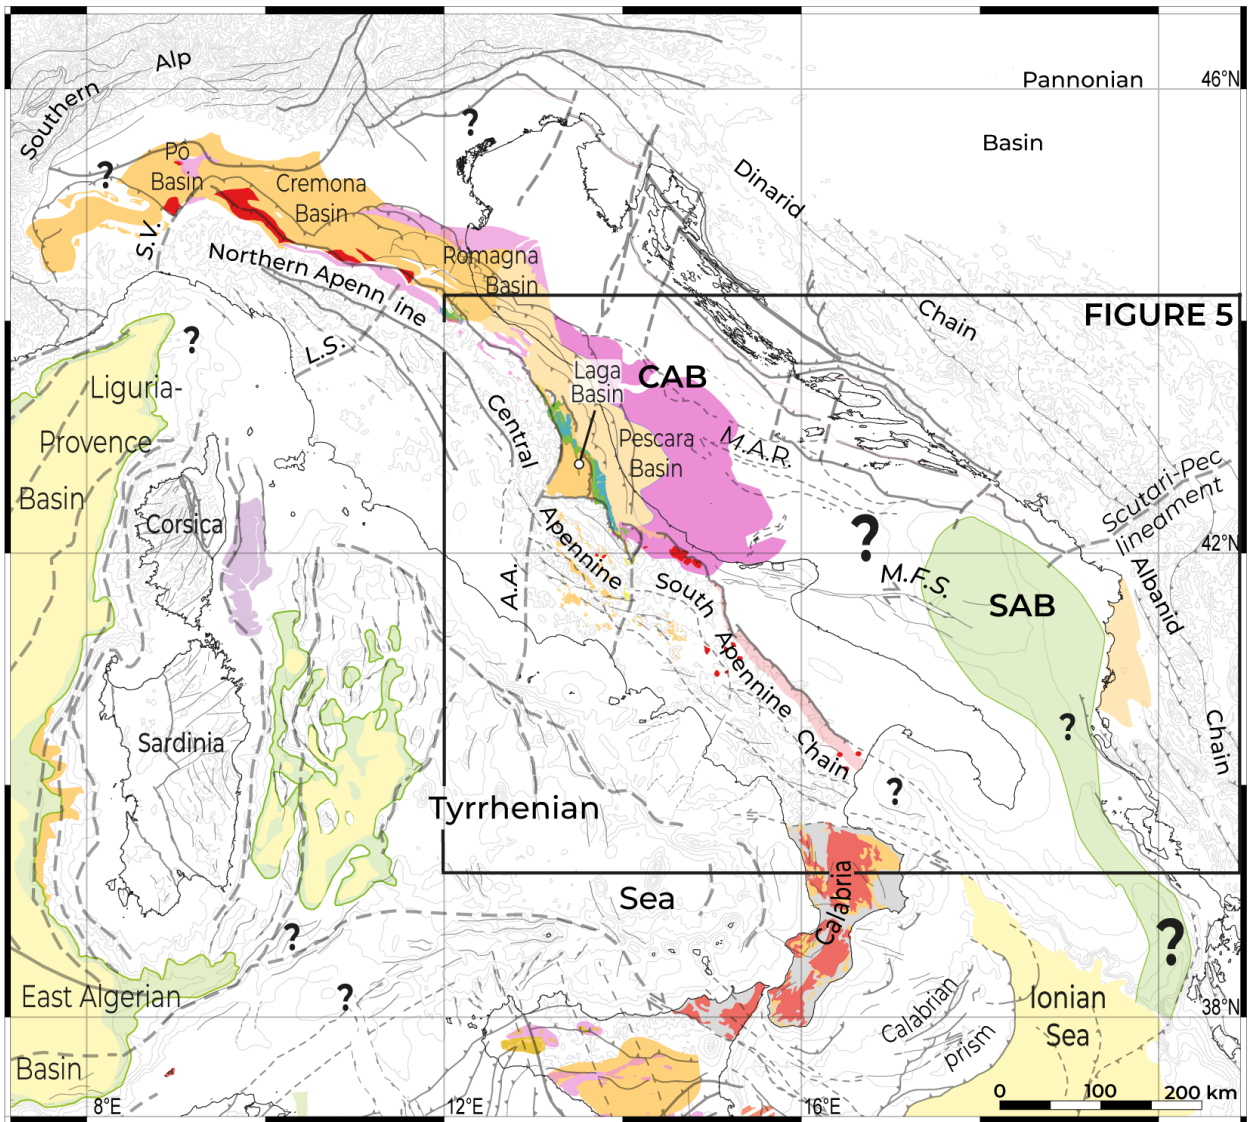 Southern
Alp
Pannonian
46°N
Basin
?
?
Po
Basin
Cremona
Basin
Dinarid
S.V.
Northern Apenn ine
Romagna
Basin
FIGURE 5
Chain
?
L.S.
Liguria-
Provence
Basin
Laga
Basin
CAB
Central
Pescara
Basin
M.A.R.
Scutari-Pec
lineament
Corsica
?
42°N
Apennine
A.A.
South
M.F.S.
SAB
Albanid
Apennine
Chain
?
Sardinia
Chain
?
Tyrrhenian
Sea
Calabria
?
?
East Algerian
Basin
?
Calabrian
prism
Ionian
Sea
38°N
0 100 200 km
8°E
12°E
16°E